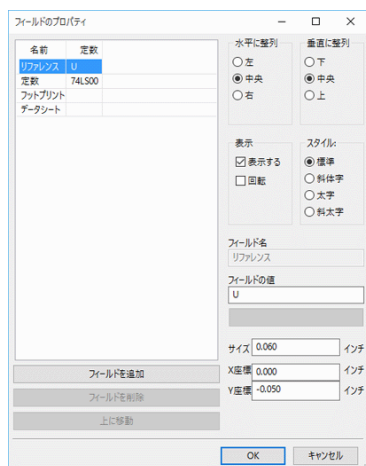 フィールドのプロパティ
名前 定数
リファレンス U
定数 74LS00
フットプリント
データシート
フィールドを追加
フィールドを削除
上に移動
水平に整列
左
中央
右
垂直に整列
下
中央
上
表示
表示する
回転
スタイル:
標準
斜体字
太字
斜太字
フィールド名
リファレンス
フィールドの値
U
サイズ 0.060 インチ
X座標 0.000 インチ
Y座標 -0.050 インチ
OK キャンセル